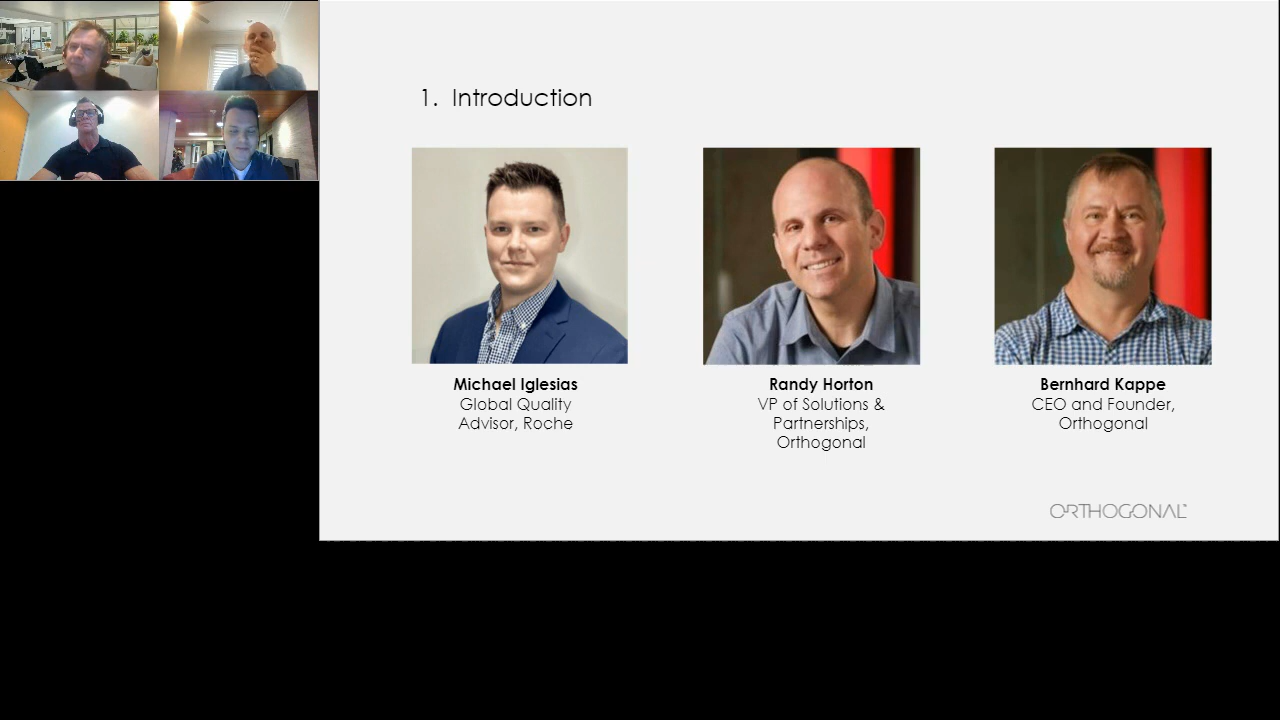 1. Introduction
Michael Iglesias
Global Quality
Advisor, Roche
Randy Horton
VP of Solutions &
Partnerships,
Orthogonal
Bernhard Kappe
CEO and Founder,
Orthogonal
ORTHOGONAL